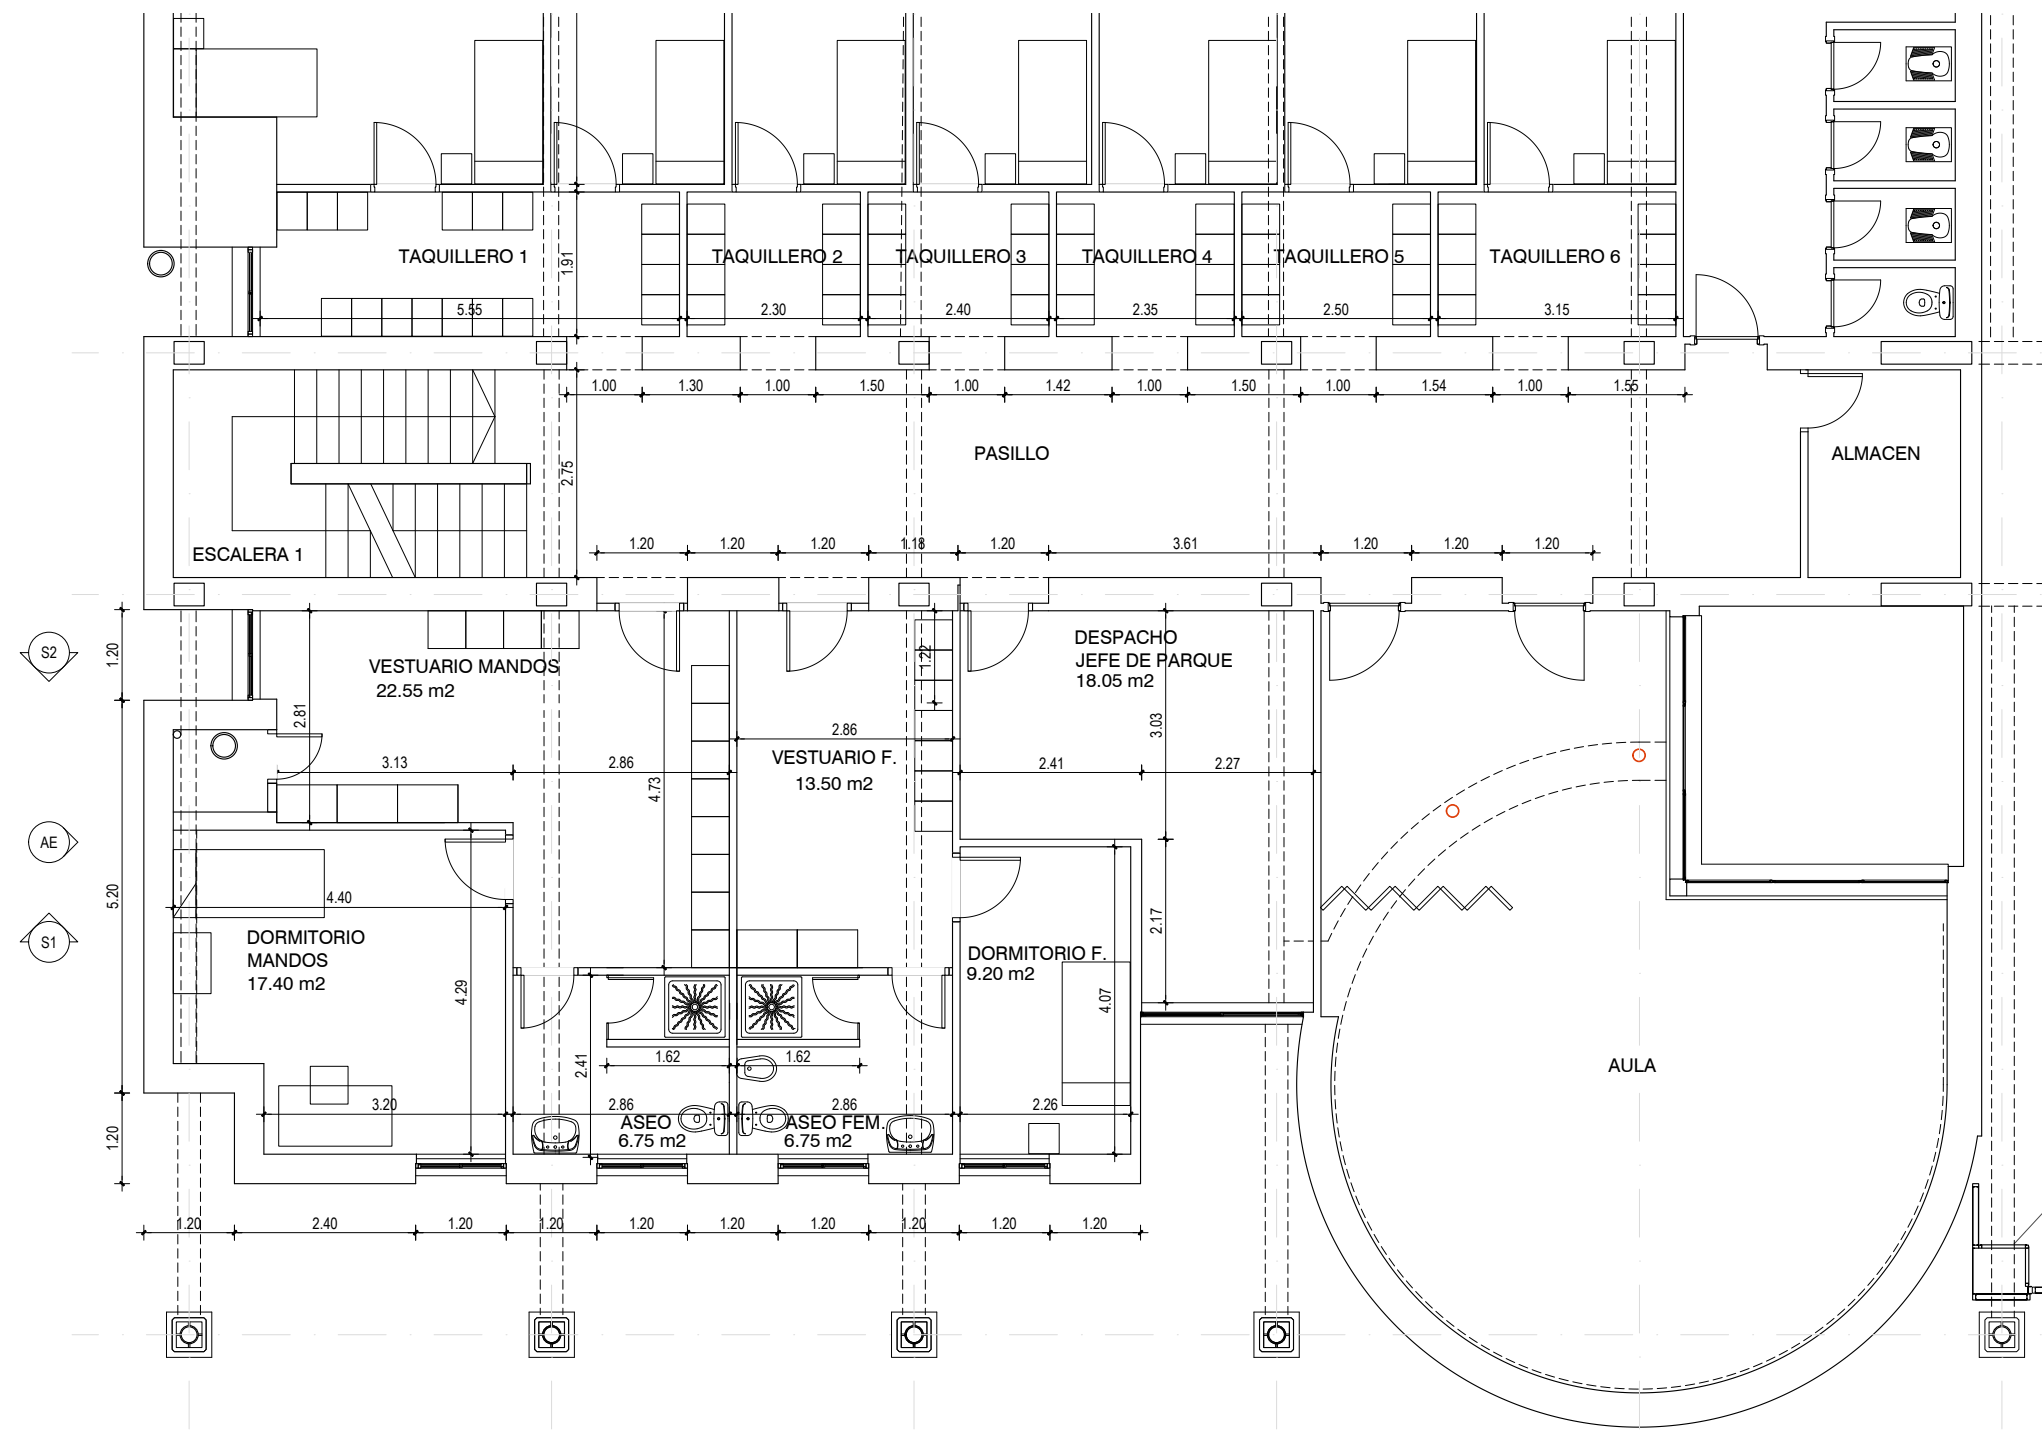 TAQUILLERO 1
TAQUILLERO 2
TAQUILLERO 3
TAQUILLERO 4
TAQUILLERO 5
TAQUILLERO 6
1.91
5.55
2.30
2.40
2.35
2.50
3.15
1.00
1.30
1.00
1.50
1.00
1.42
1.00
1.50
1.00
1.54
1.00
1.55
PASILLO
ALMACEN
2.75
ESCALERA 1
1.20
1.20
1.20
1.18
1.20
3.61
1.20
1.20
1.20
S2
1.20
VESTUARIO MANDOS
22.55 m2
1.22
DESPACHO
JEFE DE PARQUE
18.05 m2
2.81
2.86
3.03
VESTUARIO F.
13.50 m2
3.13
2.86
2.41
2.27
4.73
AE
5.20
4.40
2.17
S1
DORMITORIO
MANDOS
17.40 m2
DORMITORIO F.
9.20 m2
4.29
4.07
1.62
1.62
2.41
AULA
3.20
2.86
2.86
2.26
ASEO
6.75 m2
ASEO FEM.
6.75 m2
1.20
1.20
2.40
1.20
1.20
1.20
1.20
1.20
1.20
1.20
1.20